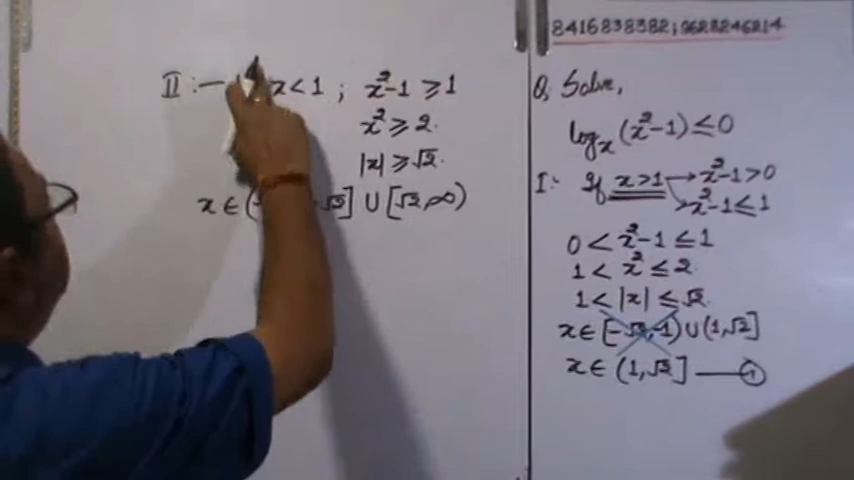 II :- x < 1 ; x²-1 ≥ 1
x² ≥ 2.
|x| ≥ √2.
x ∈ ( √2] ∪ [√2, ∞)
8416838382; 9628246214
Q. Solve,
log_x (x²-1) ≤ 0
I:- If x>1 → x²-1 > 0
→ x²-1 ≤ 1
0 < x²-1 ≤ 1
1 < x² ≤ 2.
1 < |x| ≤ √2.
x ∈ [-√2,-1) ∪ (1,√2]
x ∈ (1,√2] — ①